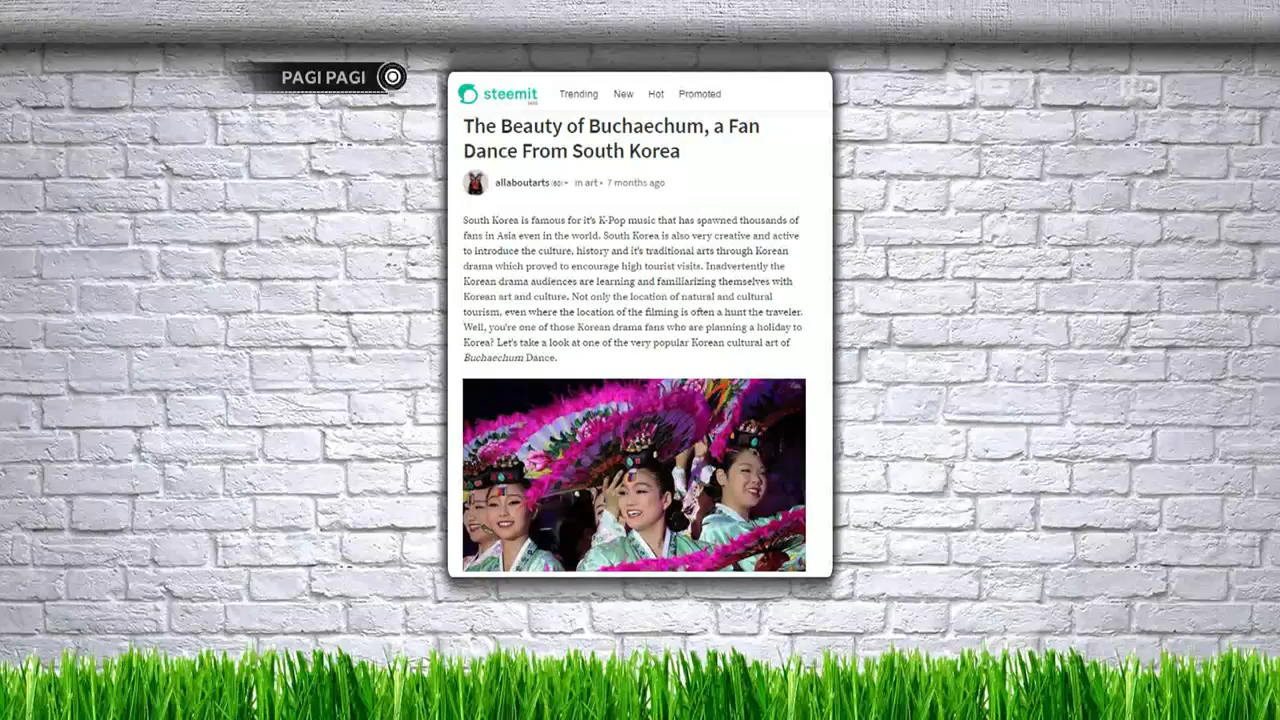 PAGI PAGI
steemit
Trending New Hot Promoted
The Beauty of Buchaechum, a Fan
Dance From South Korea
allaboutarts (60) in art • 7 months ago
South Korea is famous for it's K-Pop music that has spawned thousands of
fans in Asia even in the world. South Korea is also very creative and active
to introduce the culture, history and it's traditional arts through Korean
drama which proved to encourage high tourist visits. Inadvertently the
Korean drama audiences are learning and familiarizing themselves with
Korean art and culture. Not only the location of natural and cultural
tourism, even where the location of the filming is often a hunt the traveler.
Well, you're one of those Korean drama fans who are planning a holiday to
Korea? Let's take a look at one of the very popular Korean cultural art of
Buchaechum Dance.